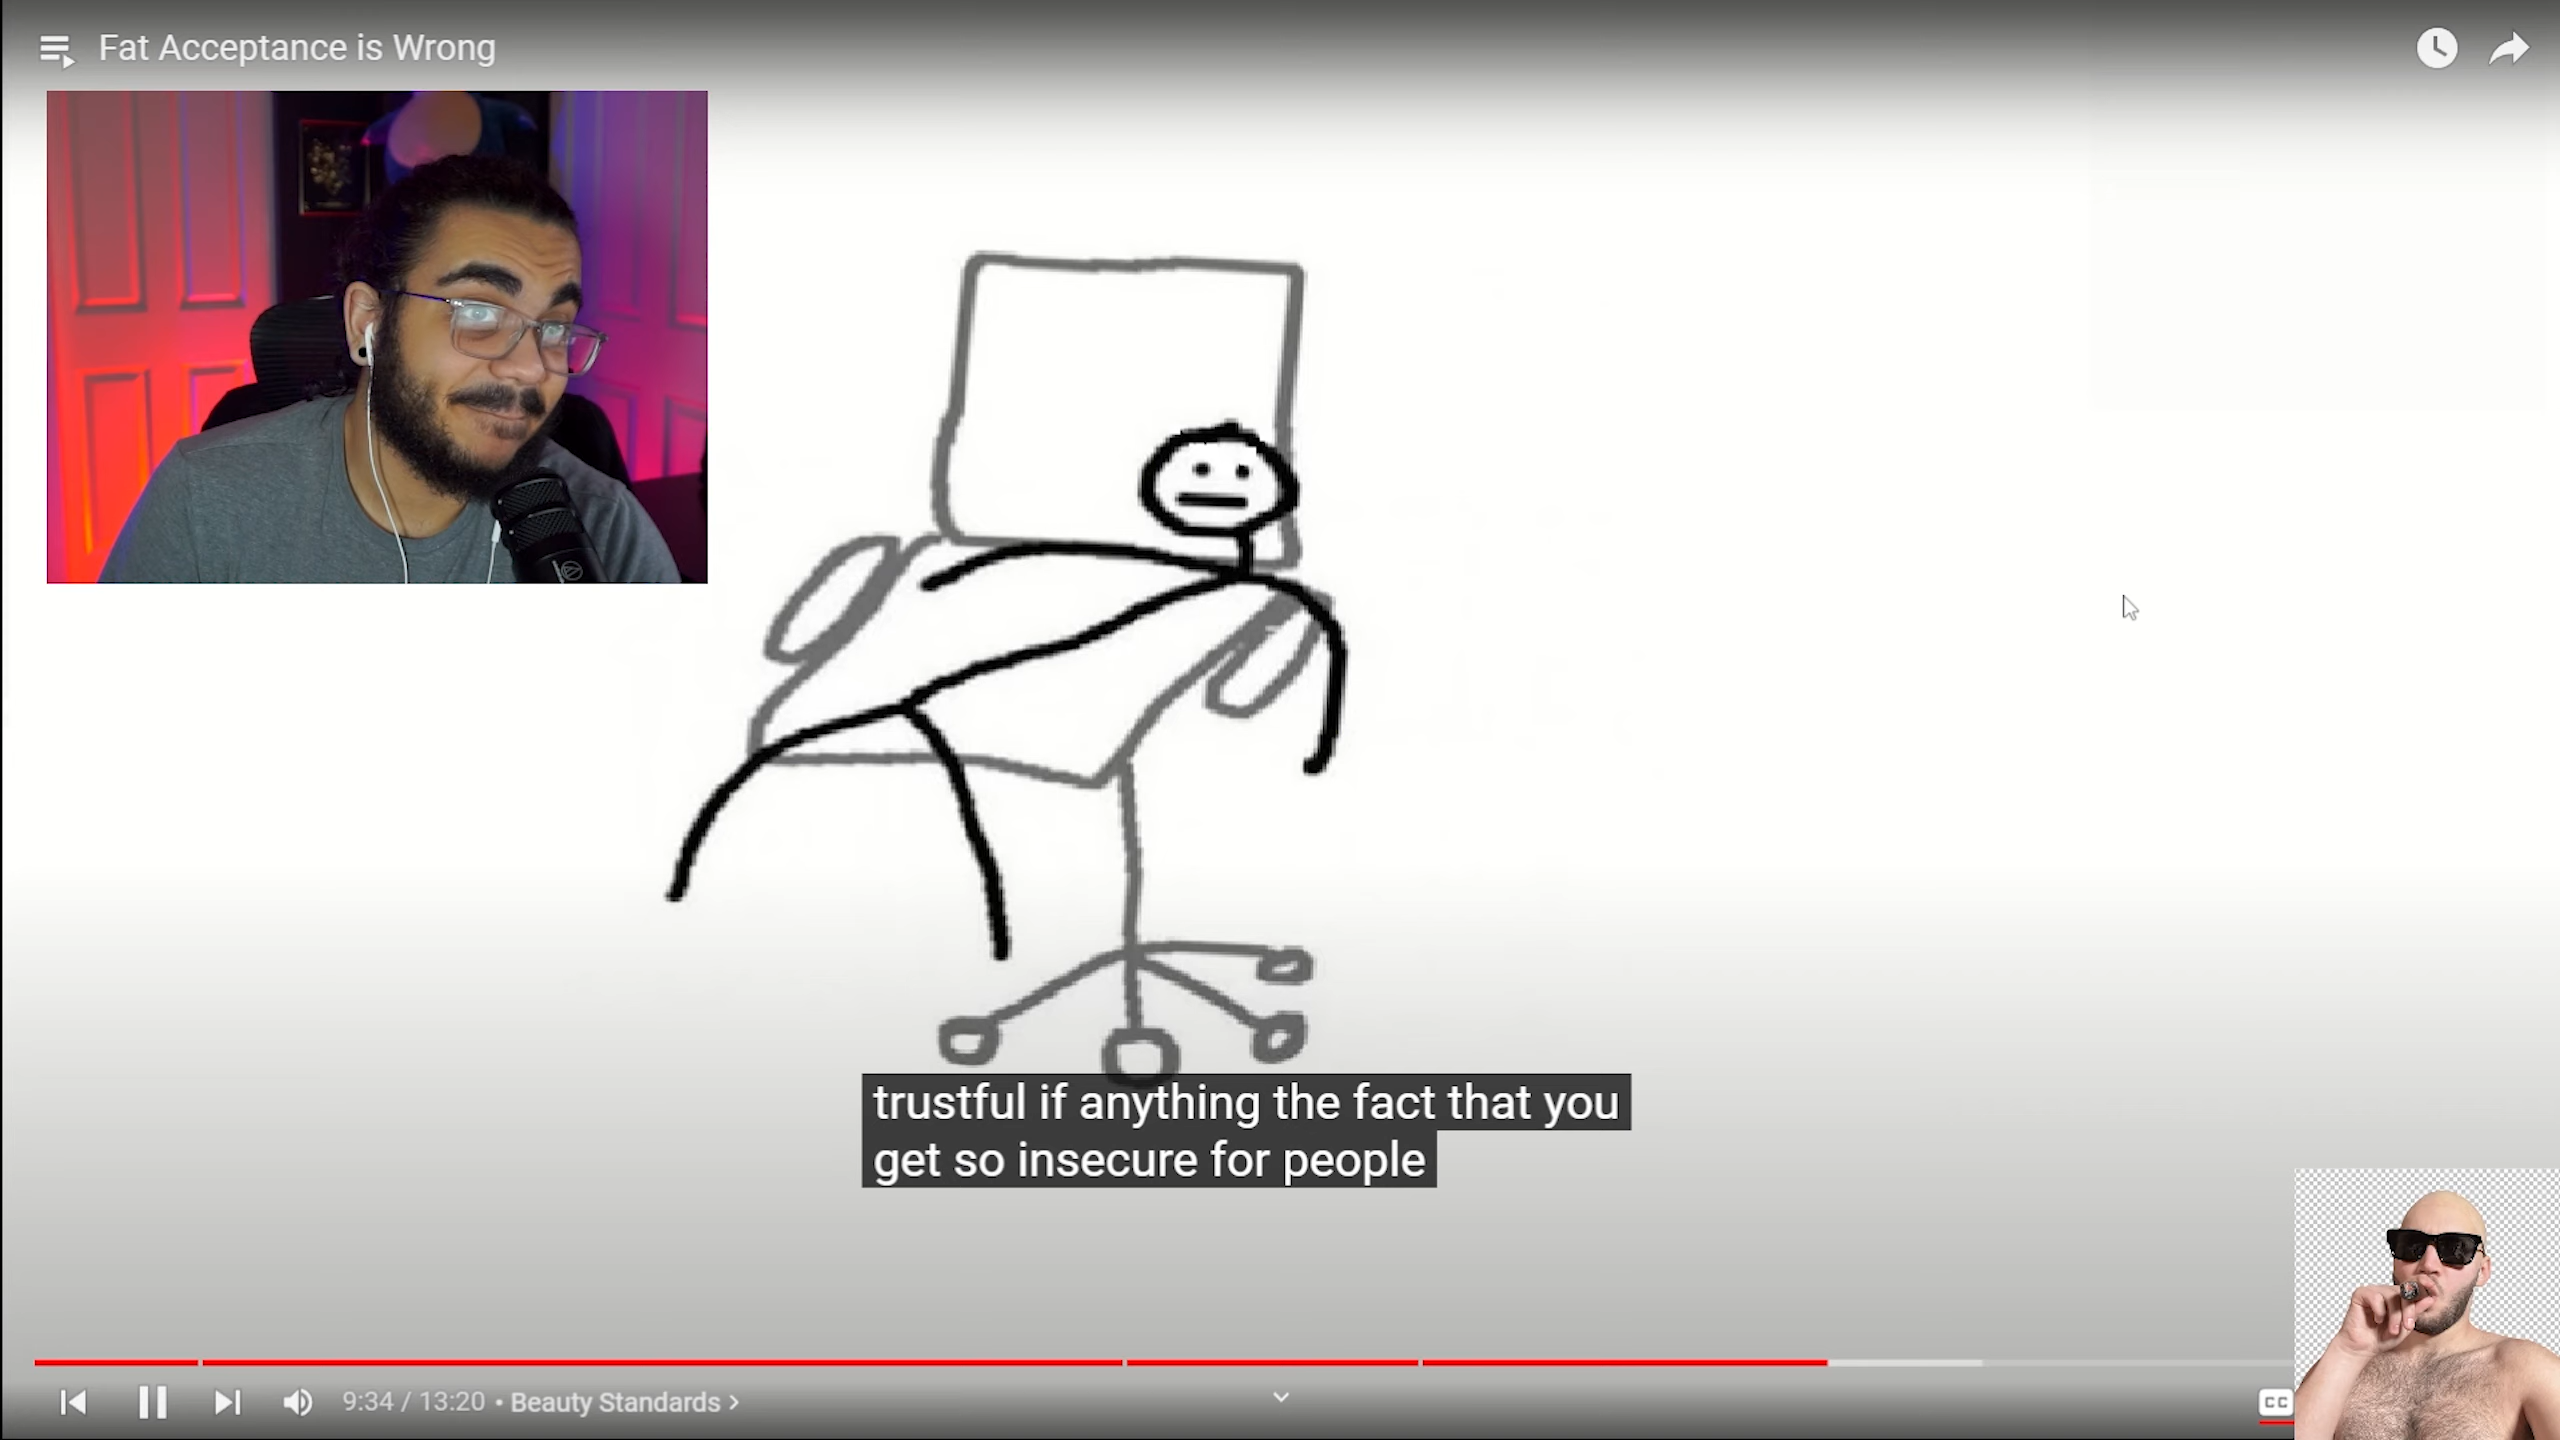 Fat Acceptance is Wrong
trustful if anything the fact that you
get so insecure for people
9:34 / 13:20 • Beauty Standards >
CC